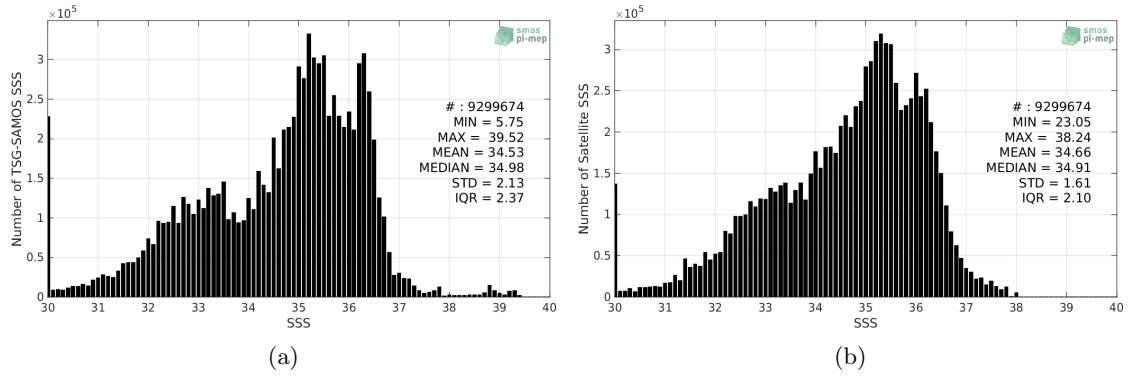 ×10⁵
3
2.5
2
1.5
1
0.5
0
30
31
32
33
34
35
36
37
38
39
40
SSS
Number of TSG-SAMOS SSS
smos
pi-mep
# : 9299674
MIN = 5.75
MAX = 39.52
MEAN = 34.53
MEDIAN = 34.98
STD = 2.13
IQR = 2.37
(a)
×10⁵
3
2.5
2
1.5
1
0.5
0
30
31
32
33
34
35
36
37
38
39
40
SSS
Number of Satellite SSS
smos
pi-mep
# : 9299674
MIN = 23.05
MAX = 38.24
MEAN = 34.66
MEDIAN = 34.91
STD = 1.61
IQR = 2.10
(b)